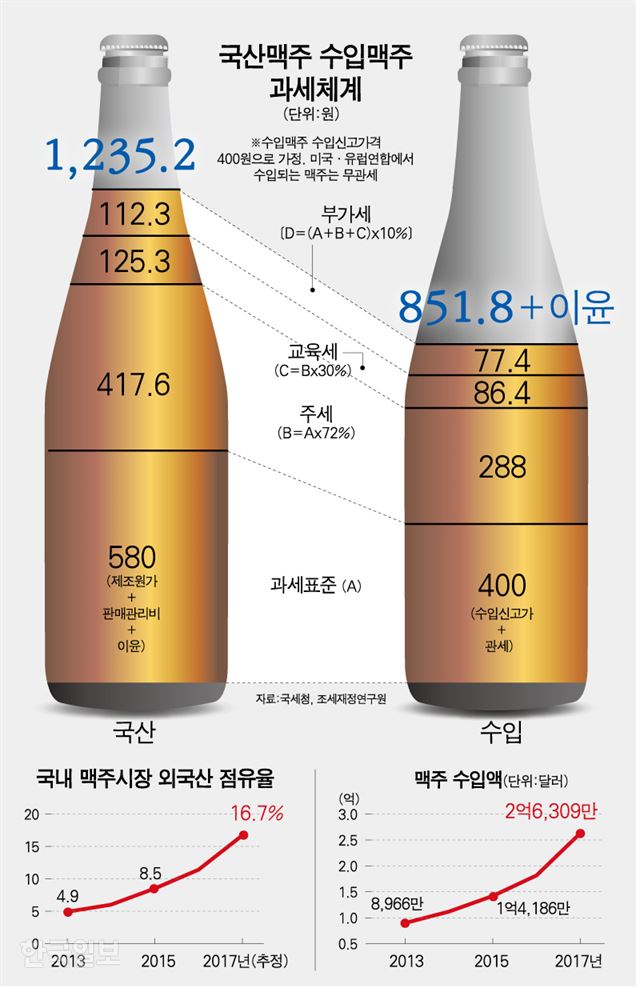 국산맥주 수입맥주
과세체계
(단위:원)
※수입맥주 수입신고가격
400원으로 가정. 미국·유럽연합에서
수입되는 맥주는 무관세
1,235.2
112.3
125.3
417.6
580
(제조원가
+
판매관리비
+
이윤)
국산
부가세
[D=(A+B+C)x10%]
교육세
(C=Bx30%)
주세
(B=Ax72%)
과세표준 (A)
851.8+이윤
77.4
86.4
288
400
(수입신고가
+
관세)
수입
자료:국세청, 조세재정연구원
국내 맥주시장 외국산 점유율
20
15
10
5
0
4.9
8.5
16.7%
2013
2015
2017년(추정)
맥주 수입액(단위:달러)
(억)
3.0
2.5
2.0
1.5
1.0
0.5
8,966만
1억4,186만
2억6,309만
2013
2015
2017년
한국일보